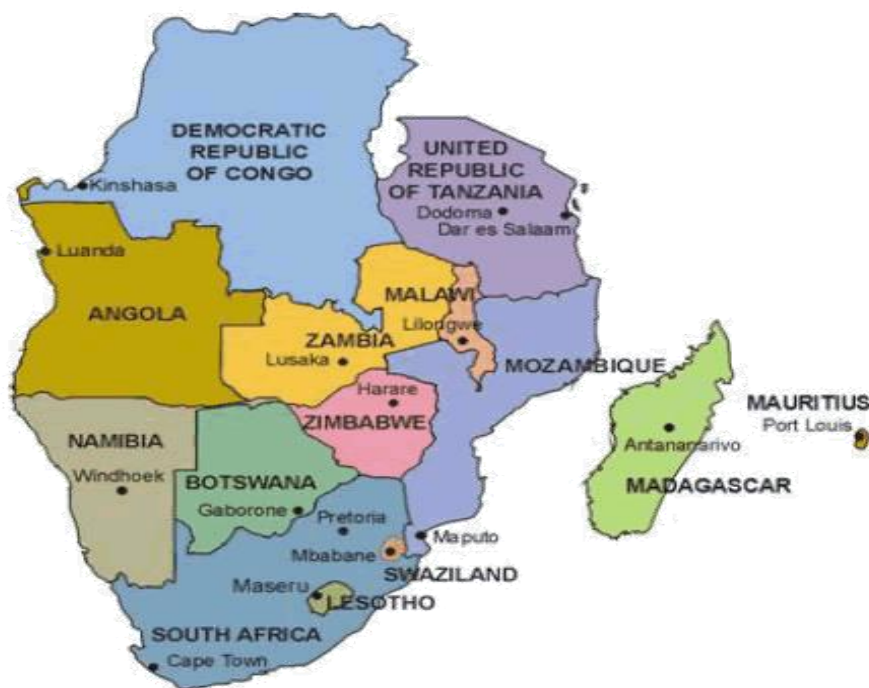 DEMOCRATIC
REPUBLIC
OF CONGO
Kinshasa
UNITED
REPUBLIC
OF TANZANIA
Dodoma
Dar es Salaam
Luanda
ANGOLA
MALAWI
Lilongwe
ZAMBIA
Lusaka
MOZAMBIQUE
Harare
ZIMBABWE
MAURITIUS
Port Louis
NAMIBIA
Windhoek
Antananarivo
MADAGASCAR
BOTSWANA
Gaborone
Pretoria
Maputo
Mbabane
SWAZILAND
Maseru
LESOTHO
SOUTH AFRICA
Cape Town